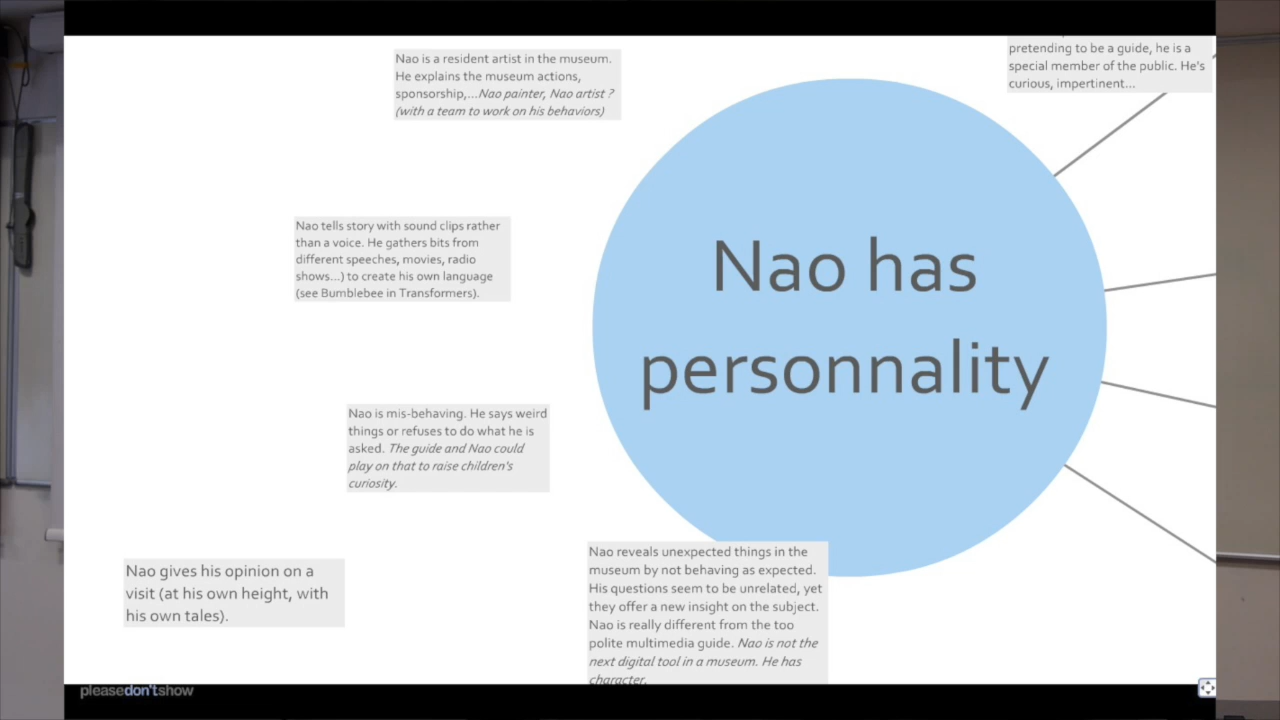 Nao is a resident artist in the museum.
He explains the museum actions,
sponsorship,...Nao painter, Nao artist ?
(with a team to work on his behaviors)
pretending to be a guide, he is a
special member of the public. He's
curious, impertinent...
Nao tells story with sound clips rather
than a voice. He gathers bits from
different speeches, movies, radio
shows...) to create his own language
(see Bumblebee in Transformers).
Nao has
personnality
Nao is mis-behaving. He says weird
things or refuses to do what he is
asked. The guide and Nao could
play on that to raise children's
curiosity.
Nao gives his opinion on a
visit (at his own height, with
his own tales).
Nao reveals unexpected things in the
museum by not behaving as expected.
His questions seem to be unrelated, yet
they offer a new insight on the subject.
Nao is really different from the too
polite multimedia guide. Nao is not the
next digital tool in a museum. He has
character.
pleasedon'tshow